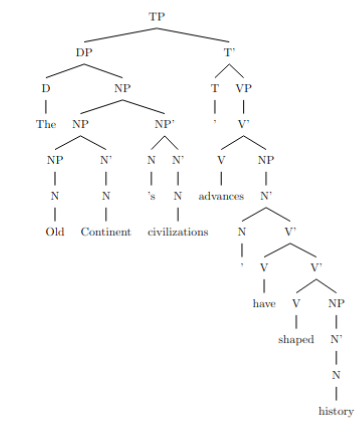 TP
DP T'
D NP T VP
The NP NP' ' V'
NP N' N N' V NP
N N 's N advances N'
Old Continent civilizations N V'
' V V'
have V NP
shaped N'
N
history